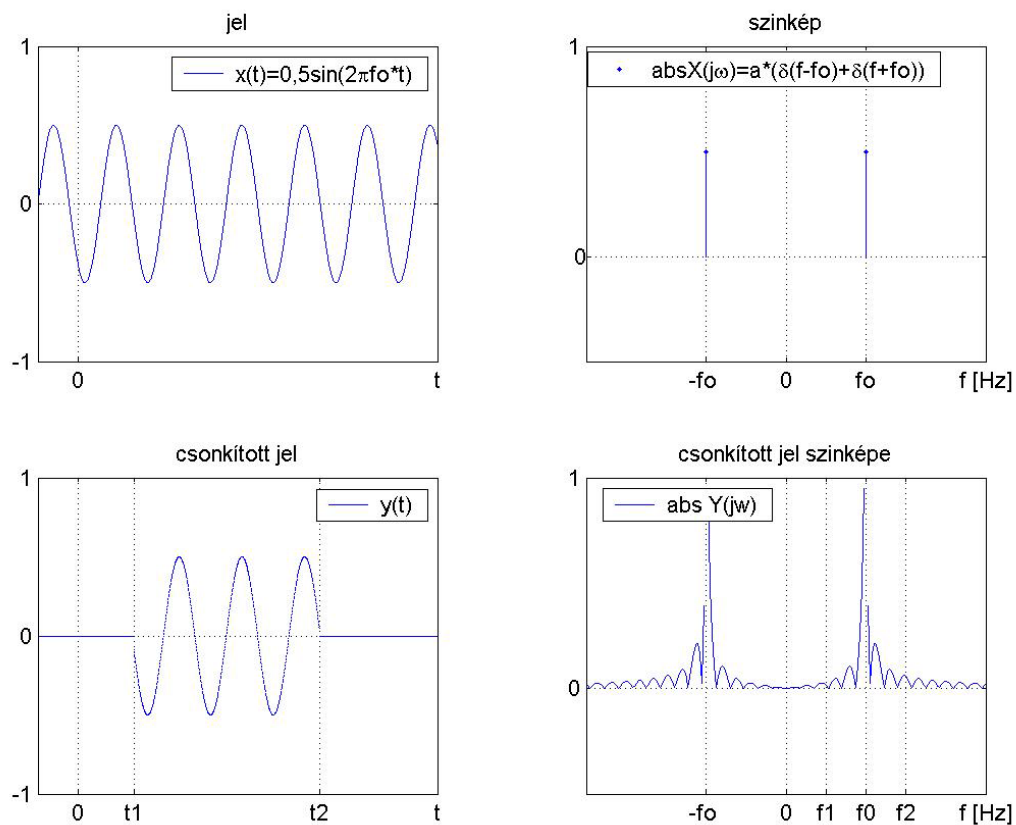 jel
1
x(t)=0,5sin(2πfo*t)
0
-1
0
t
szinkép
1
absX(jω)=a*(δ(f-fo)+δ(f+fo))
0
-fo
0
fo
f [Hz]
csonkított jel
1
y(t)
0
-1
0
t1
t2
t
csonkított jel szinképe
1
abs Y(jw)
0
-fo
0
f1
f0
f2
f [Hz]